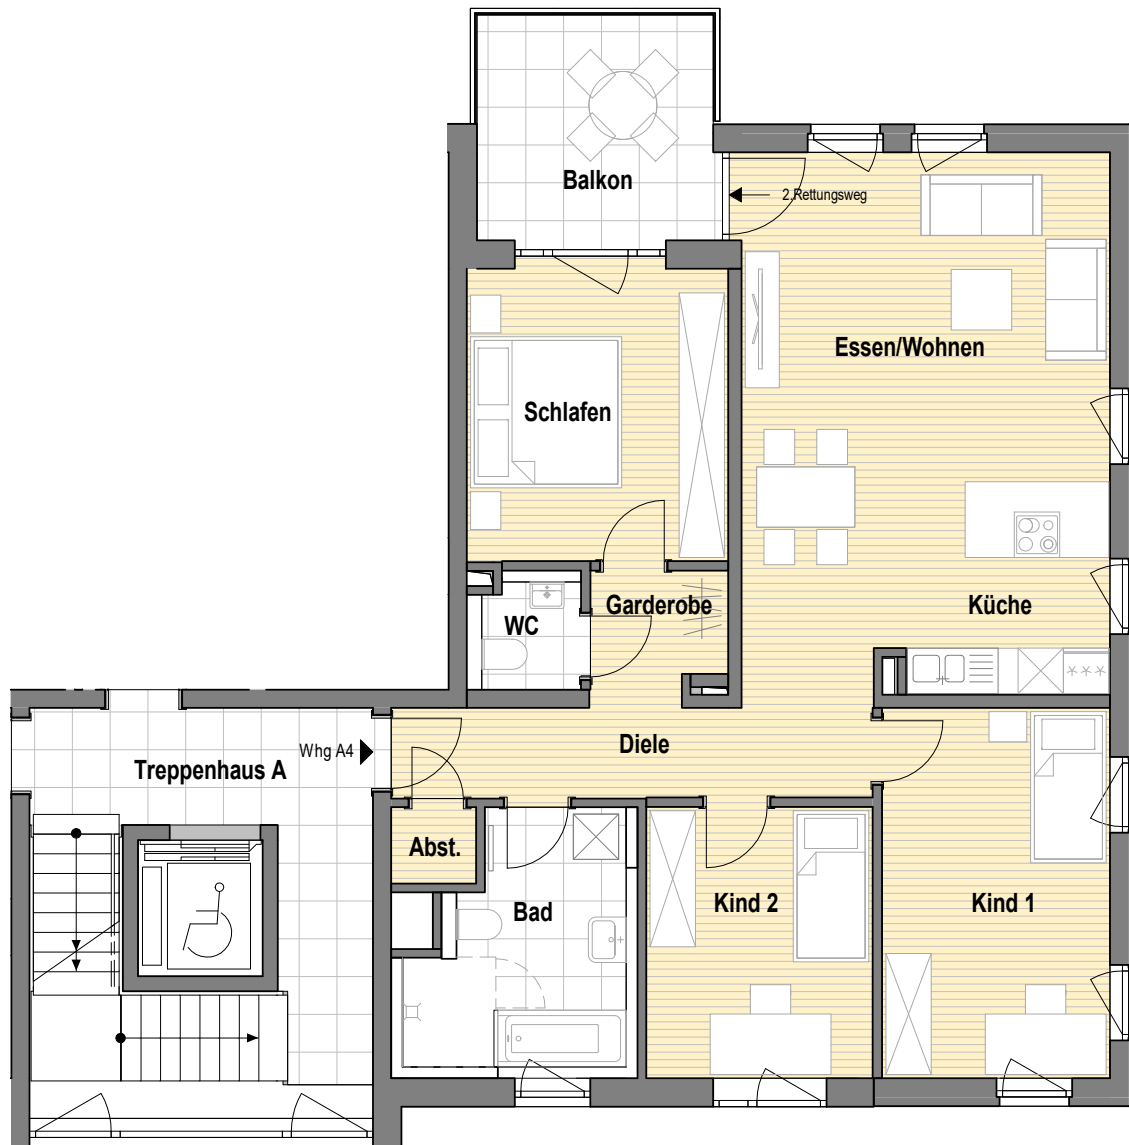 Balkon
2.Rettungsweg
Essen/Wohnen
Schlafen
Garderobe
Küche
WC
Diele
Whg A4
Treppenhaus A
Abst.
Bad
Kind 2
Kind 1